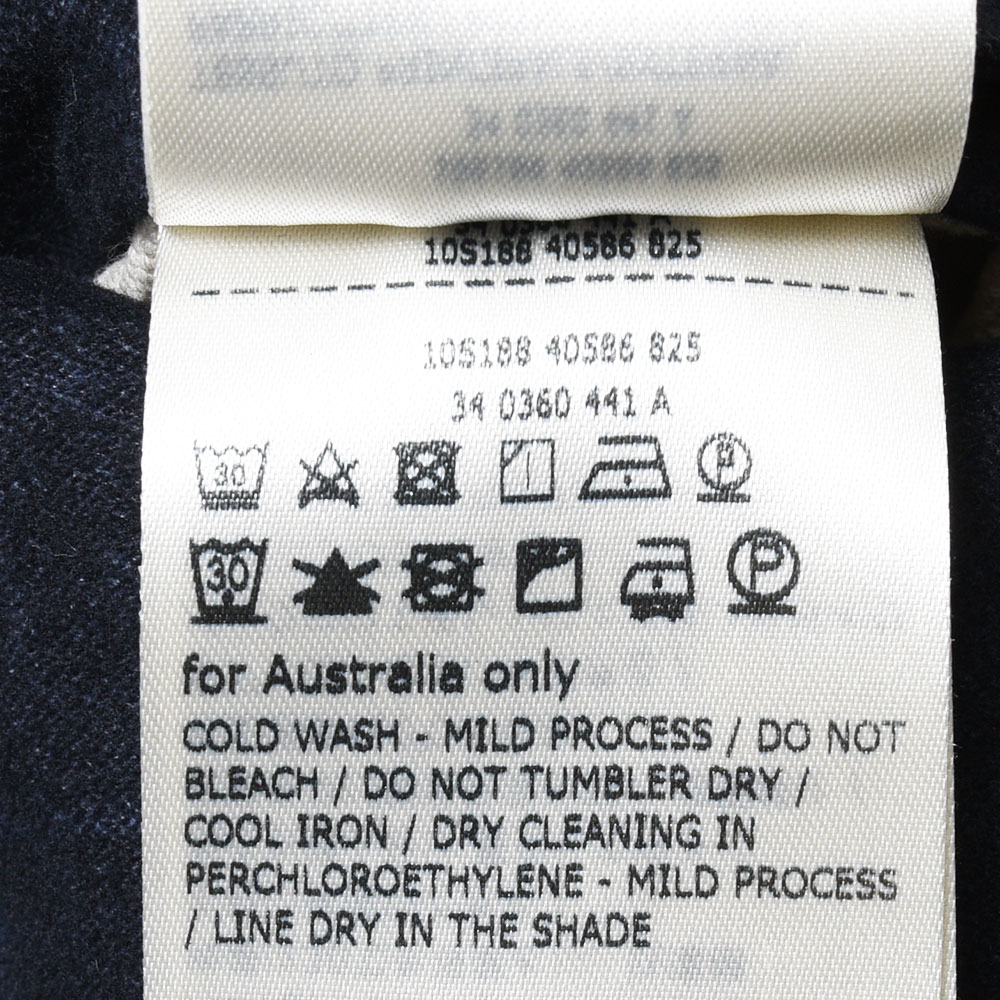 10S188 40586 825
10S188 40586 825
34 0360 441 A
30 P
30 P
for Australia only
COLD WASH - MILD PROCESS / DO NOT
BLEACH / DO NOT TUMBLER DRY /
COOL IRON / DRY CLEANING IN
PERCHLOROETHYLENE - MILD PROCESS
/ LINE DRY IN THE SHADE